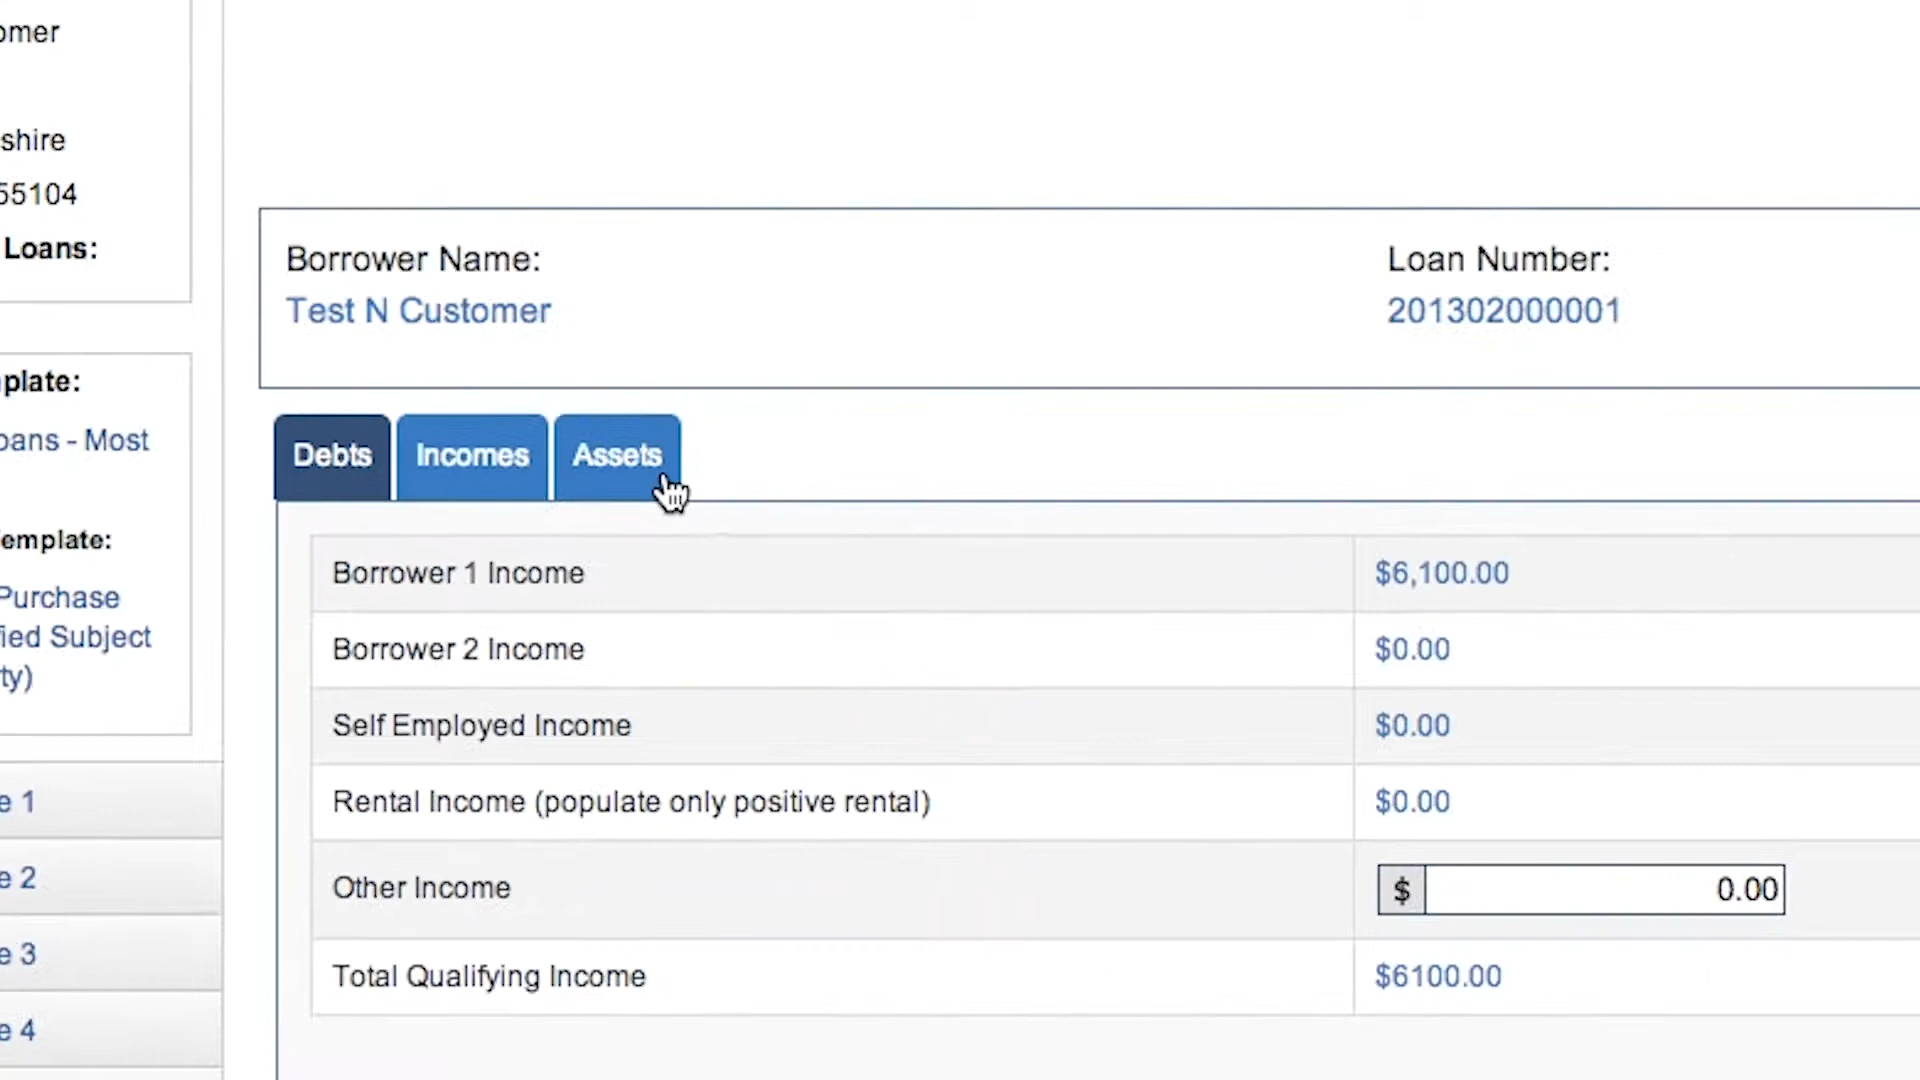 omer
shire
55104
Loans:
plate:
oans - Most
emplate:
Purchase
fied Subject
ty)
e 1
e 2
e 3
e 4
Borrower Name:
Test N Customer
Loan Number:
201302000001
Debts
Incomes
Assets
Borrower 1 Income
$6,100.00
Borrower 2 Income
$0.00
Self Employed Income
$0.00
Rental Income (populate only positive rental)
$0.00
Other Income
$ 0.00
Total Qualifying Income
$6100.00